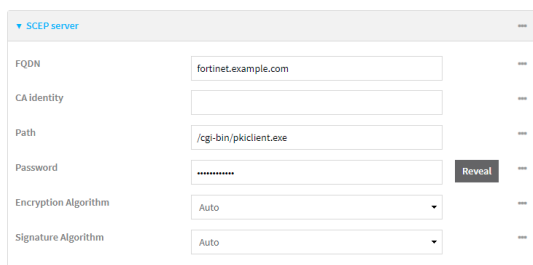 ▼ SCEP server
FQDN fortinet.example.com
CA identity
Path /cgi-bin/pkiclient.exe
Password •••••••••••• Reveal
Encryption Algorithm Auto
Signature Algorithm Auto